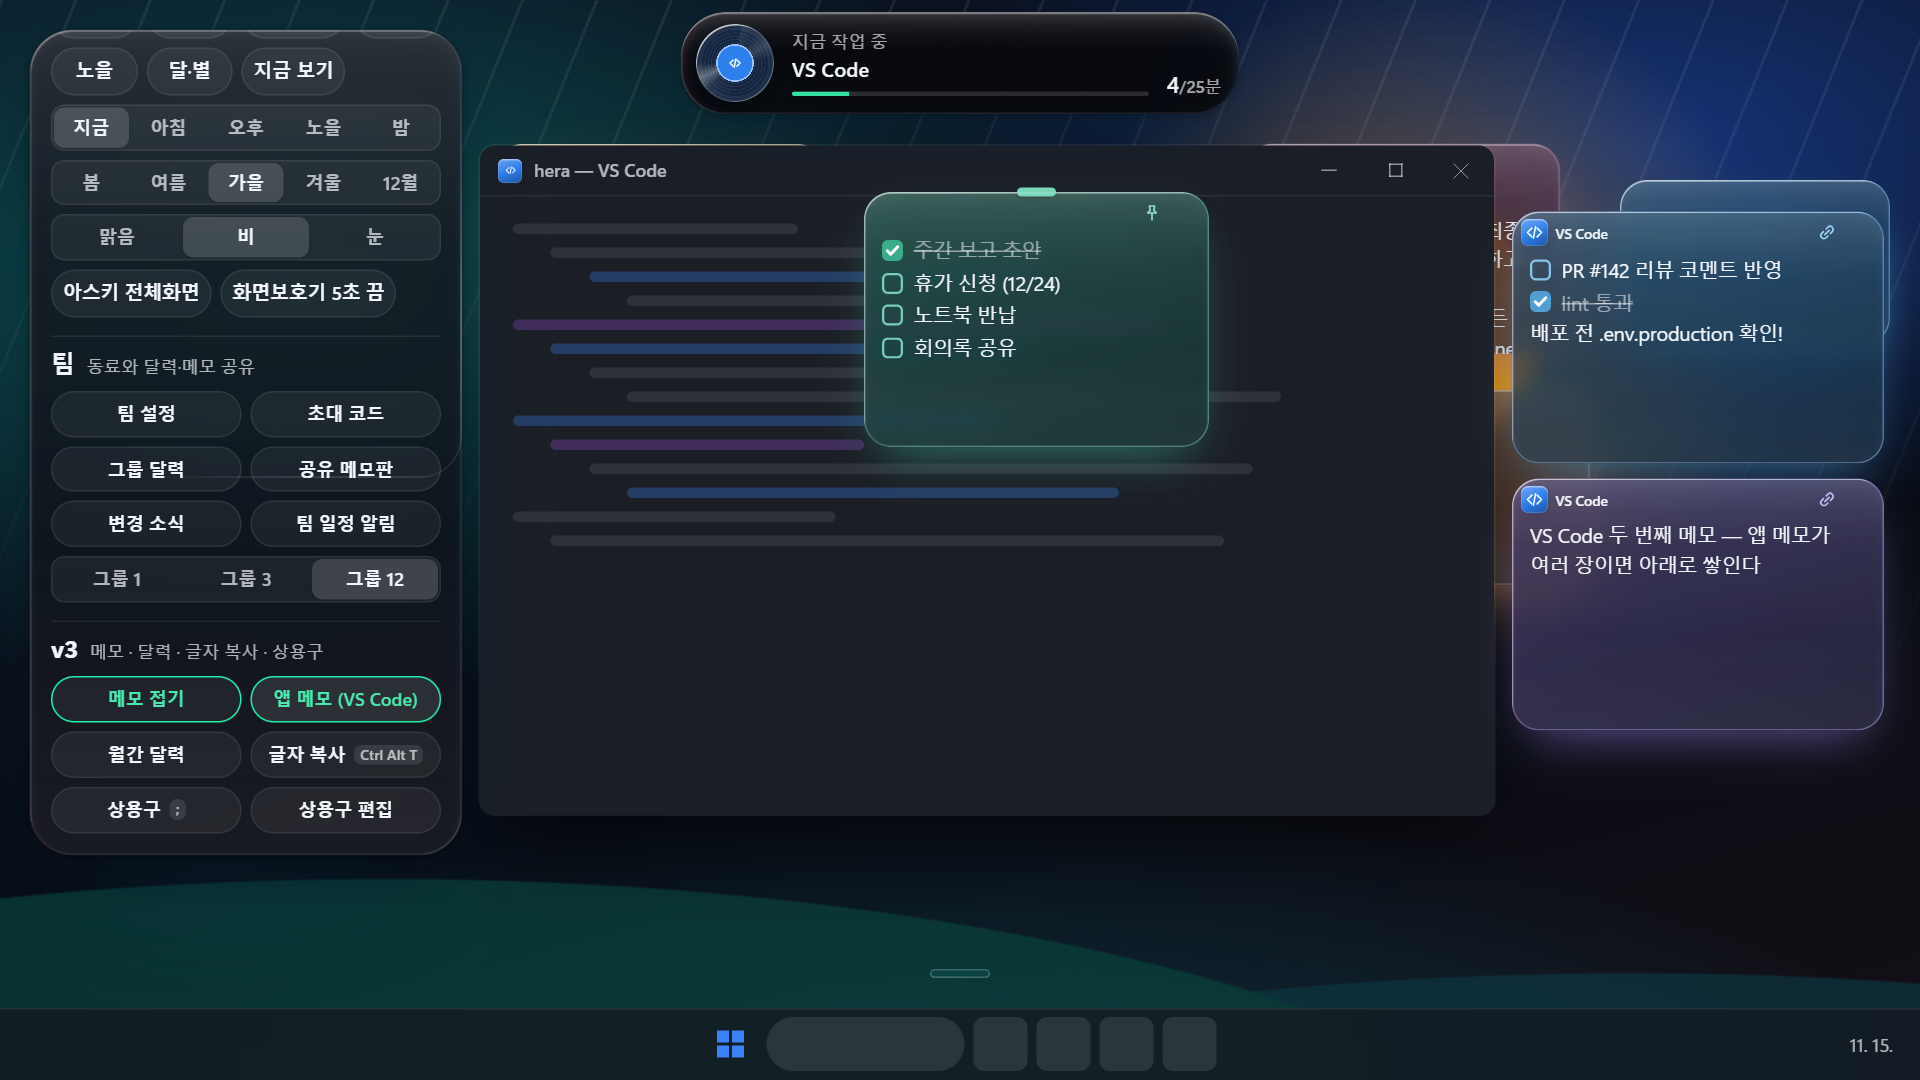 노을 달·별 지금 보기
지금 아침 오후 노을 밤
봄 여름 가을 겨울 12월
맑음 비 눈
아스키 전체화면 화면보호기 5초 끔
팀 동료와 달력·메모 공유
팀 설정 초대 코드
그룹 달력 공유 메모판
변경 소식 팀 일정 알림
그룹 1 그룹 3 그룹 12
v3 메모 · 달력 · 글자 복사 · 상용구
메모 접기 앱 메모 (VS Code)
월간 달력 글자 복사 Ctrl Alt T
상용구 ; 상용구 편집
지금 작업 중
VS Code
4/25분
hera — VS Code
주간 보고 초안
휴가 신청 (12/24)
노트북 반납
회의록 공유
VS Code
PR #142 리뷰 코멘트 반영
lint 통과
배포 전 .env.production 확인!
VS Code
VS Code 두 번째 메모 — 앱 메모가
여러 장이면 아래로 쌓인다
11. 15.